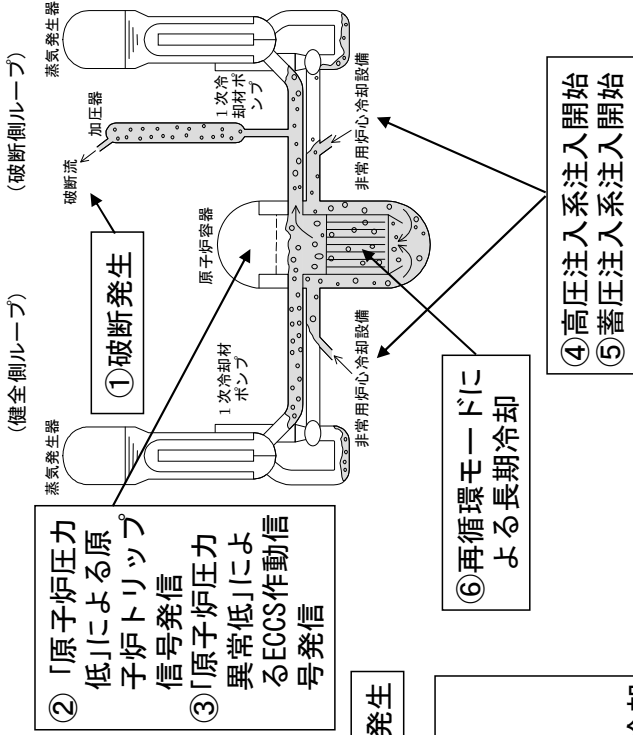 (健全側ループ)
(破断側ループ)
蒸気発生器
蒸気発生器
加圧器
破断流
1次冷
却材ポ
ンプ
①破断発生
原子炉容器
1次冷却材
ポンプ
非常用炉心冷却設備
非常用炉心冷却設備
②「原子炉圧力
低」による原
子炉トリップ
信号発信
③「原子炉圧力
異常低」によ
るECCS作動信
号発信
④高圧注入系注入開始
⑤蓄圧注入系注入開始
⑥再循環モードに
よる長期冷却
発生